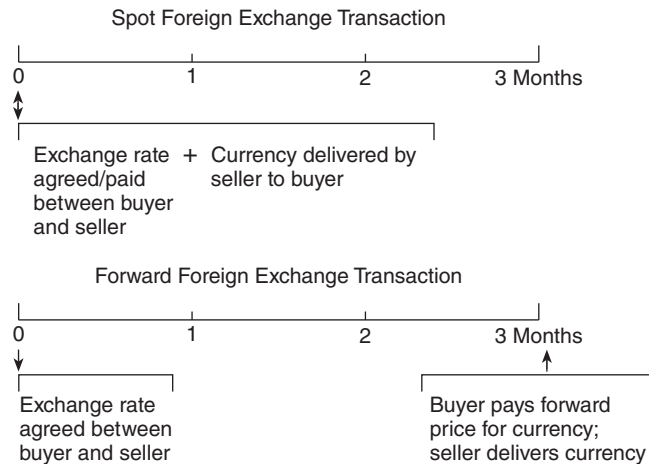 Spot Foreign Exchange Transaction
0 1 2 3 Months
Exchange rate + Currency delivered by
agreed/paid seller to buyer
between buyer
and seller
Forward Foreign Exchange Transaction
0 1 2 3 Months
Exchange rate
agreed between
buyer and seller
Buyer pays forward
price for currency;
seller delivers currency